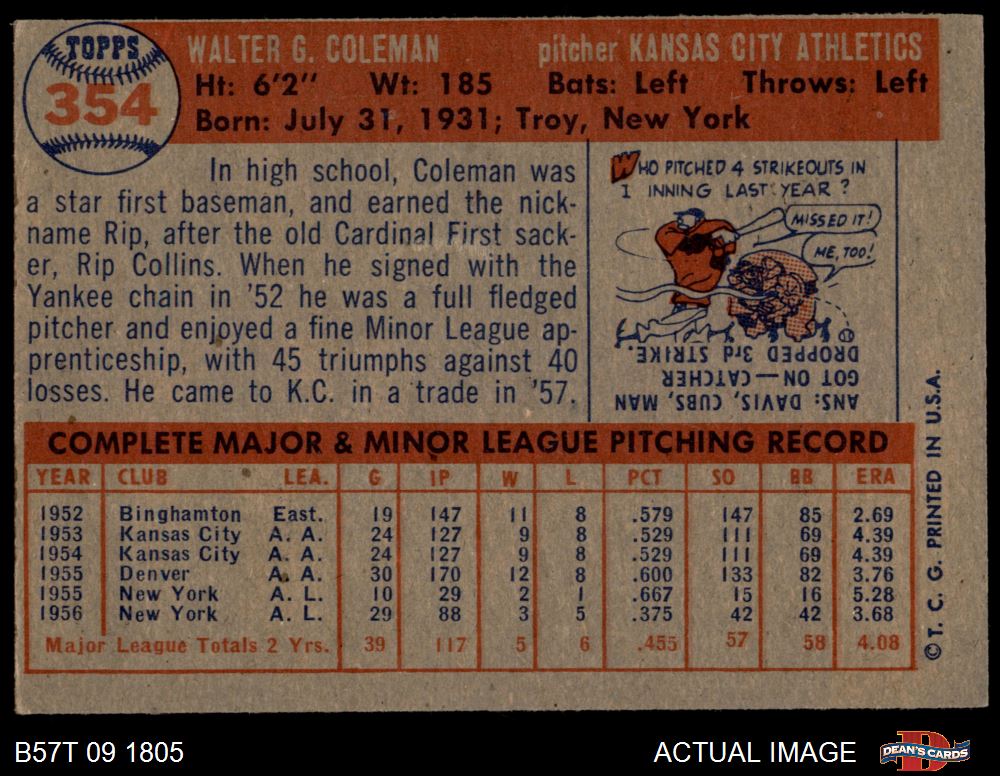 TOPPS
354
WALTER G. COLEMAN pitcher KANSAS CITY ATHLETICS
Ht: 6'2" Wt: 185 Bats: Left Throws: Left
Born: July 31, 1931; Troy, New York
In high school, Coleman was
a star first baseman, and earned the nick-
name Rip, after the old Cardinal First sack-
er, Rip Collins. When he signed with the
Yankee chain in '52 he was a full fledged
pitcher and enjoyed a fine Minor League ap-
prenticeship, with 45 triumphs against 40
losses. He came to K.C. in a trade in '57.
WHO PITCHED 4 STRIKEOUTS IN
1 INNING LAST YEAR?
MISSED IT!
ME, TOO!
ANS: DAVIS, CUBS, MAN
GOT ON—CATCHER
DROPPED 3rd STRIKE.
COMPLETE MAJOR & MINOR LEAGUE PITCHING RECORD
YEAR CLUB LEA. G IP W L PCT SO BB ERA
1952 Binghamton East. 19 147 11 8 .579 147 85 2.69
1953 Kansas City A. A. 24 127 9 8 .529 111 69 4.39
1954 Kansas City A. A. 24 127 9 8 .529 111 69 4.39
1955 Denver A. A. 30 170 12 8 .600 133 82 3.76
1955 New York A. L. 10 29 2 1 .667 15 16 5.28
1956 New York A. L. 29 88 3 5 .375 42 42 3.68
Major League Totals 2 Yrs. 39 117 5 6 .455 57 58 4.08
© T. C. G. PRINTED IN U.S.A.
B57T 09 1805 ACTUAL IMAGE
DEAN'S CARDS